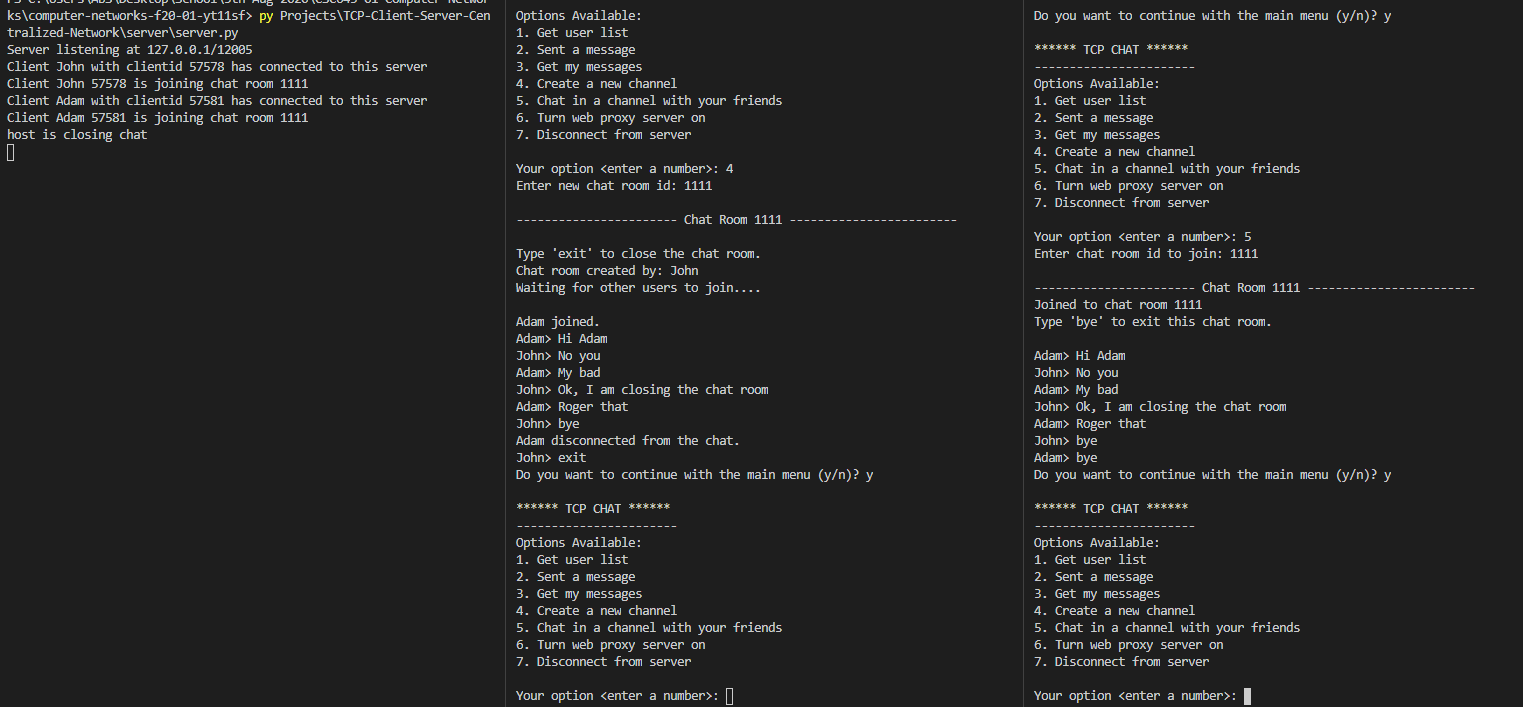 ks\computer-networks-f20-01-yt11sf> py Projects\TCP-Client-Server-Cen
tralized-Network\server\server.py
Server listening at 127.0.0.1/12005
Client John with clientid 57578 has connected to this server
Client John 57578 is joining chat room 1111
Client Adam with clientid 57581 has connected to this server
Client Adam 57581 is joining chat room 1111
host is closing chat
Options Available:
1. Get user list
2. Sent a message
3. Get my messages
4. Create a new channel
5. Chat in a channel with your friends
6. Turn web proxy server on
7. Disconnect from server
Your option <enter a number>: 4
Enter new chat room id: 1111
----------------------- Chat Room 1111 ------------------------
Type 'exit' to close the chat room.
Chat room created by: John
Waiting for other users to join....
Adam joined.
Adam> Hi Adam
John> No you
Adam> My bad
John> Ok, I am closing the chat room
Adam> Roger that
John> bye
Adam disconnected from the chat.
John> exit
Do you want to continue with the main menu (y/n)? y
****** TCP CHAT ******
-----------------------
Options Available:
1. Get user list
2. Sent a message
3. Get my messages
4. Create a new channel
5. Chat in a channel with your friends
6. Turn web proxy server on
7. Disconnect from server
Your option <enter a number>:
Do you want to continue with the main menu (y/n)? y
****** TCP CHAT ******
-----------------------
Options Available:
1. Get user list
2. Sent a message
3. Get my messages
4. Create a new channel
5. Chat in a channel with your friends
6. Turn web proxy server on
7. Disconnect from server
Your option <enter a number>: 5
Enter chat room id to join: 1111
----------------------- Chat Room 1111 ------------------------
Joined to chat room 1111
Type 'bye' to exit this chat room.
Adam> Hi Adam
John> No you
Adam> My bad
John> Ok, I am closing the chat room
Adam> Roger that
John> bye
Adam> bye
Do you want to continue with the main menu (y/n)? y
****** TCP CHAT ******
-----------------------
Options Available:
1. Get user list
2. Sent a message
3. Get my messages
4. Create a new channel
5. Chat in a channel with your friends
6. Turn web proxy server on
7. Disconnect from server
Your option <enter a number>: